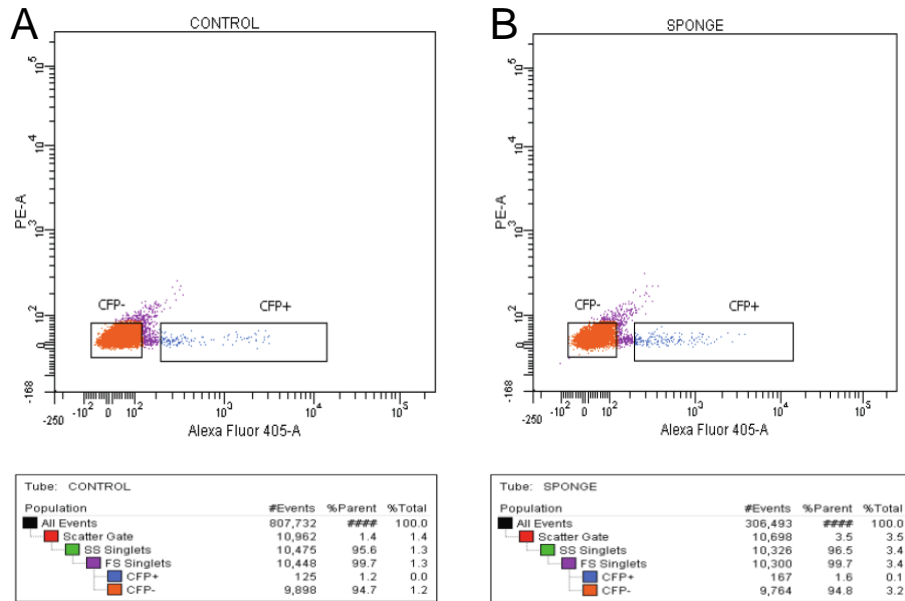 A
CONTROL
PE-A
10^5
10^4
10^3
10^2
-168
CFP-
CFP+
-250 -10^2 0 10^2 10^3 10^4 10^5
Alexa Fluor 405-A
Tube: CONTROL
Population #Events %Parent %Total
All Events 807,732 #### 100.0
Scatter Gate 10,962 1.4 1.4
SS Singlets 10,475 95.6 1.3
FS Singlets 10,448 99.7 1.3
CFP+ 125 1.2 0.0
CFP- 9,898 94.7 1.2
B
SPONGE
PE-A
10^5
10^4
10^3
10^2
-168
CFP-
CFP+
-250 -10^2 0 10^2 10^3 10^4 10^5
Alexa Fluor 405-A
Tube: SPONGE
Population #Events %Parent %Total
All Events 306,493 #### 100.0
Scatter Gate 10,698 3.5 3.5
SS Singlets 10,326 96.5 3.4
FS Singlets 10,300 99.7 3.4
CFP+ 167 1.6 0.1
CFP- 9,764 94.8 3.2